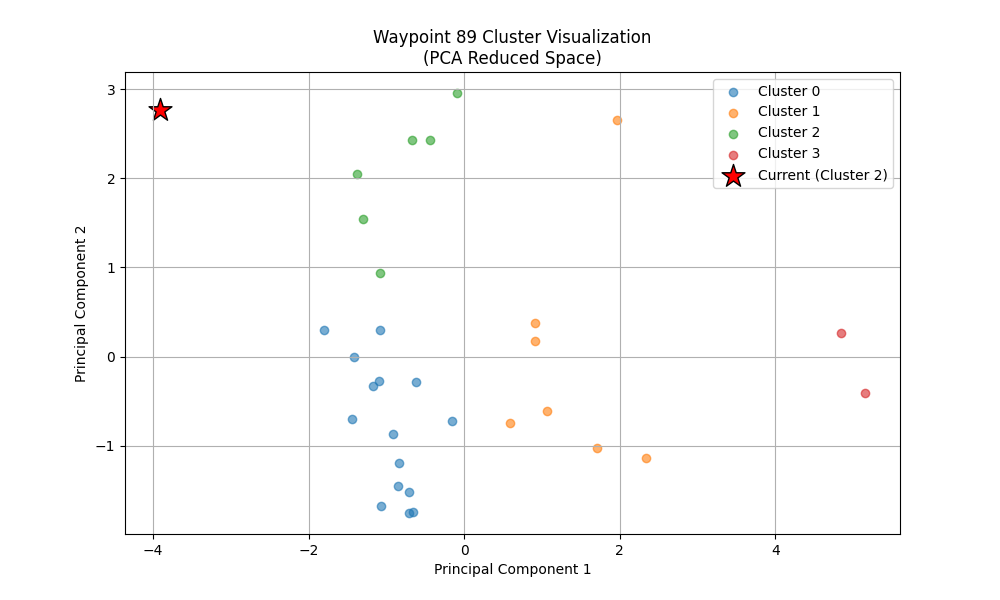 Waypoint 89 Cluster Visualization
(PCA Reduced Space)
Cluster 0
Cluster 1
Cluster 2
Cluster 3
Current (Cluster 2)
Principal Component 2
3
2
1
0
−1
−4
−2
0
2
4
Principal Component 1